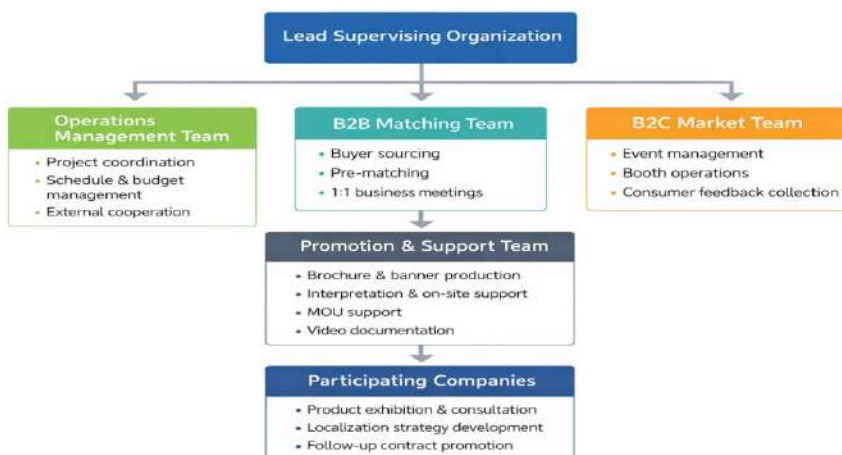 Lead Supervising Organization
Operations
Management Team
• Project coordination
• Schedule & budget
management
• External cooperation
B2B Matching Team
• Buyer sourcing
• Pre-matching
• 1:1 business meetings
B2C Market Team
• Event management
• Booth operations
• Consumer feedback collection
Promotion & Support Team
• Brochure & banner production
• Interpretation & on-site support
• MOU support
• Video documentation
Participating Companies
• Product exhibition & consultation
• Localization strategy development
• Follow-up contract promotion